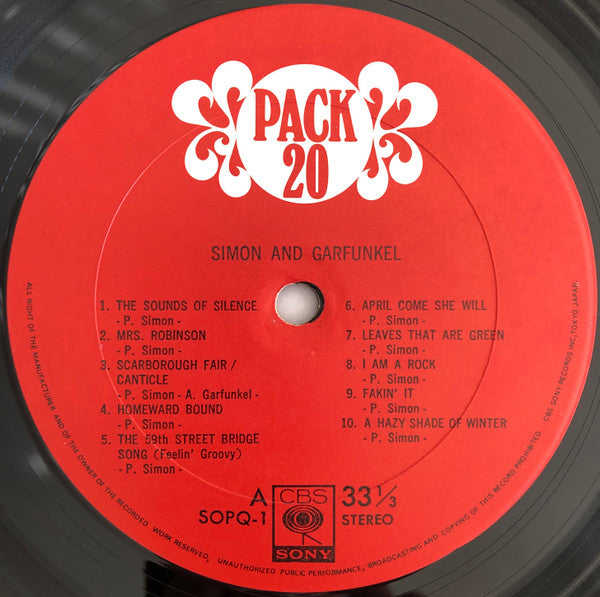 PACK
20
SIMON AND GARFUNKEL
1. THE SOUNDS OF SILENCE
- P. Simon -
2. MRS. ROBINSON
- P. Simon -
3. SCARBOROUGH FAIR /
CANTICLE
- P. Simon - A. Garfunkel -
4. HOMEWARD BOUND
- P. Simon -
5. THE 59th STREET BRIDGE
SONG (Feelin' Groovy)
- P. Simon -
6. APRIL COME SHE WILL
- P. Simon -
7. LEAVES THAT ARE GREEN
- P. Simon -
8. I AM A ROCK
- P. Simon -
9. FAKIN' IT
- P. Simon -
10. A HAZY SHADE OF WINTER
- P. Simon -
A
SOPQ-1
CBS
SONY
33 1/3
STEREO
ALL RIGHT OF THE MANUFACTURER AND OF THE OWNER OF THE RECORDED WORK RESERVED, UNAUTHORIZED PUBLIC PERFORMANCE, BROADCASTING AND COPYING OF THIS RECORD PROHIBITED
CBS SONY RECORDS INC, TOKYO JAPAN.